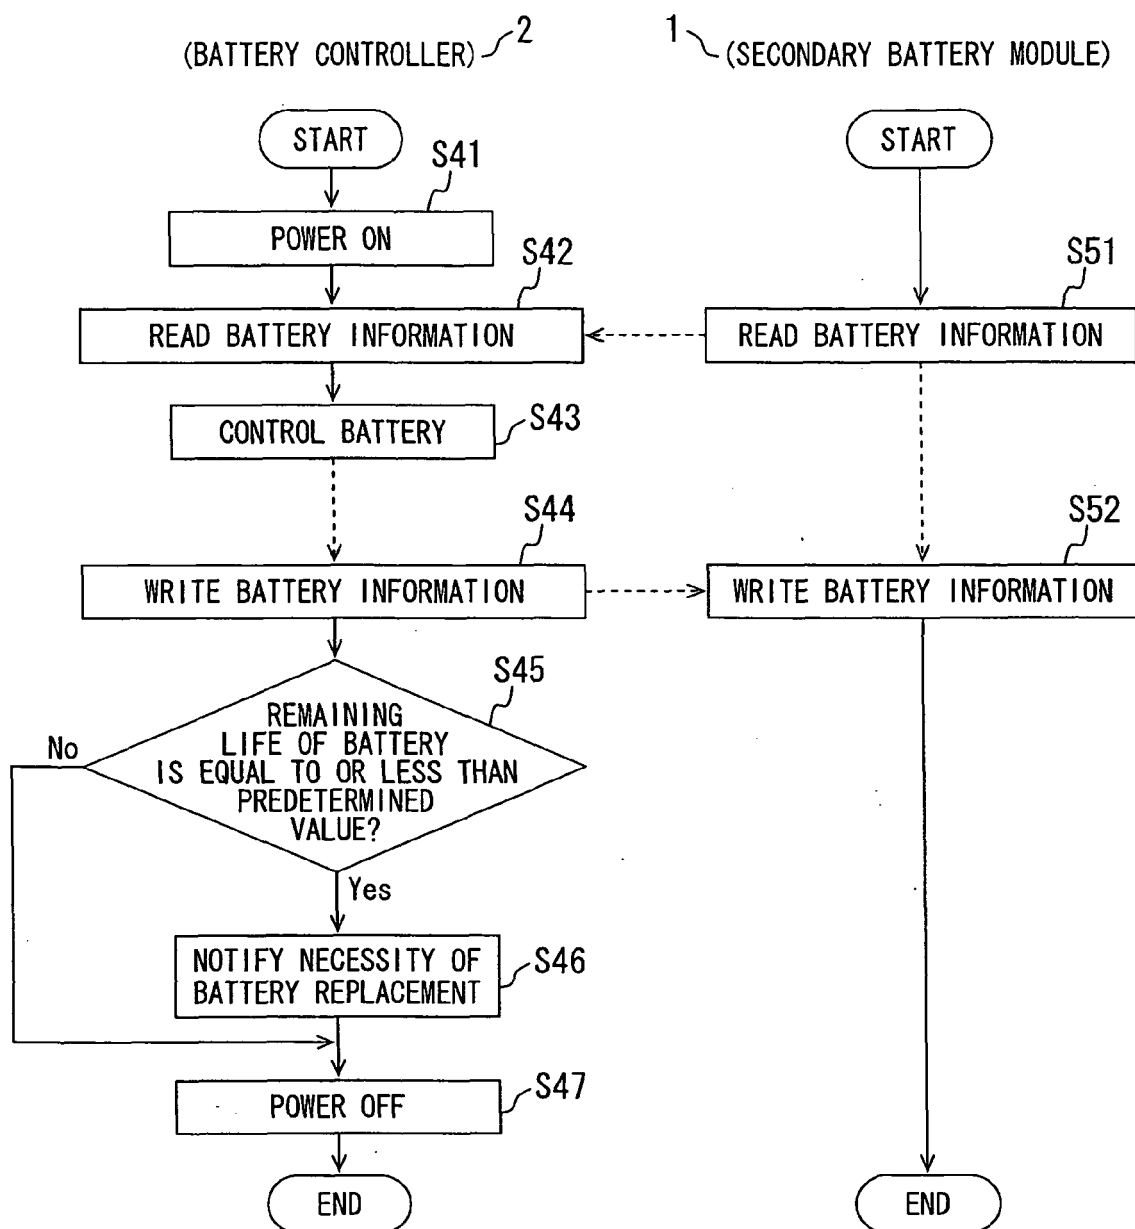 (BATTERY CONTROLLER) 2
1 (SECONDARY BATTERY MODULE)
START
START
S41
POWER ON
S42
READ BATTERY INFORMATION
S51
READ BATTERY INFORMATION
CONTROL BATTERY
S43
S44
WRITE BATTERY INFORMATION
S52
WRITE BATTERY INFORMATION
S45
REMAINING
LIFE OF BATTERY
IS EQUAL TO OR LESS THAN
PREDETERMINED
VALUE?
No
Yes
NOTIFY NECESSITY OF
BATTERY REPLACEMENT
S46
POWER OFF
S47
END
END